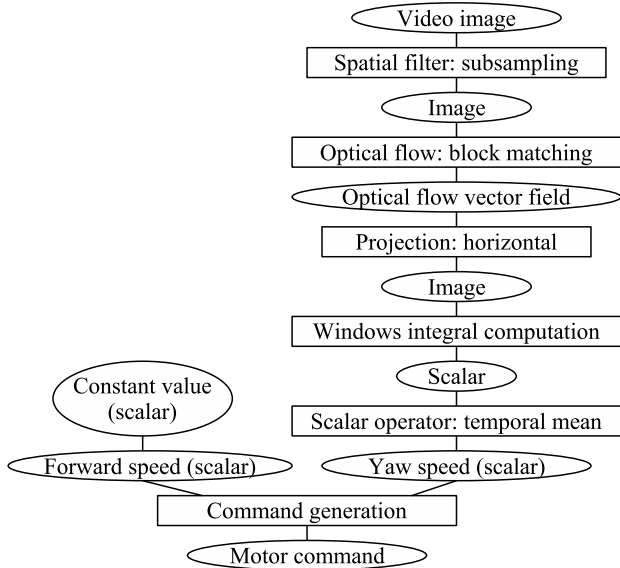 Video image
Spatial filter: subsampling
Image
Optical flow: block matching
Optical flow vector field
Projection: horizontal
Image
Windows integral computation
Scalar
Constant value
(scalar)
Scalar operator: temporal mean
Forward speed (scalar)
Yaw speed (scalar)
Command generation
Motor command